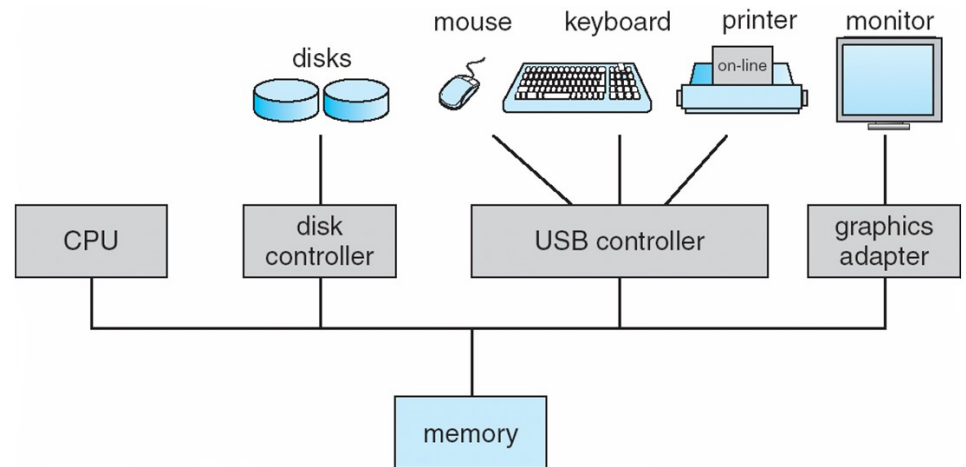 mouse
keyboard
printer
monitor
disks
on-line
CPU
disk
controller
USB controller
graphics
adapter
memory